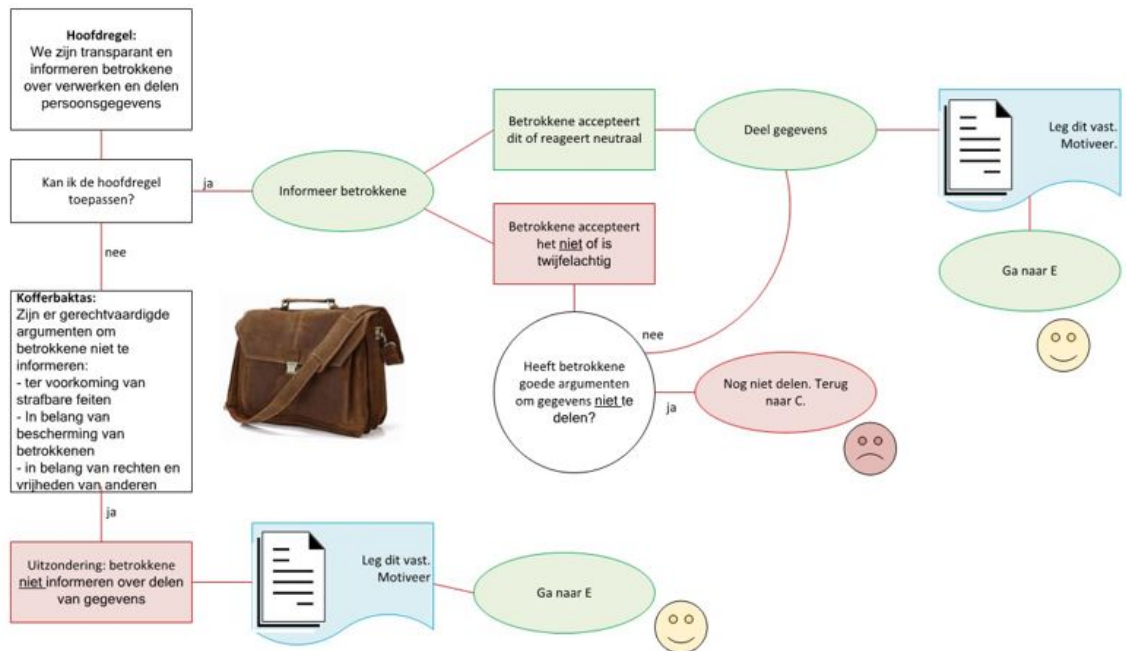 Hoofdregel:
We zijn transparant en
informeren betrokkene
over verwerken en delen
persoonsgegevens
Kan ik de hoofdregel
toepassen?
ja
Informeer betrokkene
Betrokkene accepteert
dit of reageert neutraal
Deel gegevens
Leg dit vast.
Motiveer.
Betrokkene accepteert
het niet of is
twijfelachtig
Ga naar E
nee
Kofferbaktas:
Zijn er gerechtvaardigde
argumenten om
betrokkene niet te
informeren:
- ter voorkoming van
strafbare feiten
- In belang van
bescherming van
betrokkenen
- in belang van rechten en
vrijheden van anderen
Heeft betrokkene
goede argumenten
om gegevens niet te
delen?
nee
ja
Nog niet delen. Terug
naar C.
ja
Uitzondering: betrokkene
niet informeren over delen
van gegevens
Leg dit vast.
Motiveer
Ga naar E